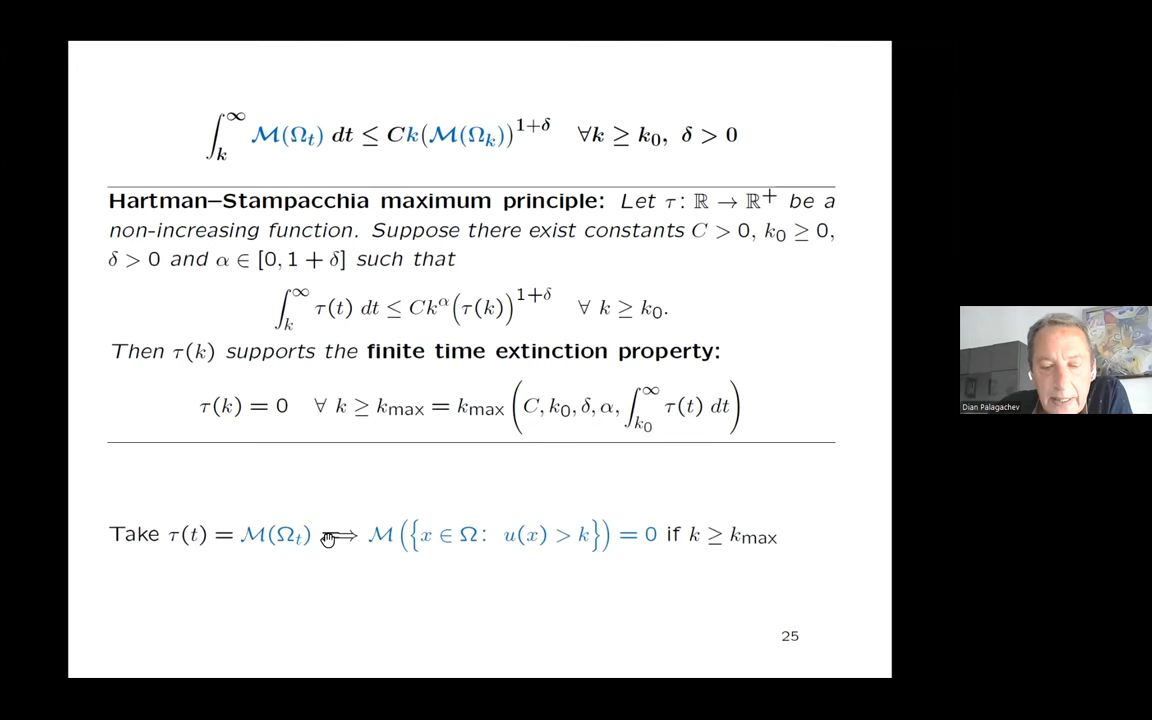 ∫_k^∞ ℳ(Ω_t) dt ≤ Ck(ℳ(Ω_k))^{1+δ} ∀k ≥ k_0, δ > 0
Hartman–Stampacchia maximum principle: Let τ: ℝ → ℝ^+ be a
non-increasing function. Suppose there exist constants C > 0, k_0 ≥ 0,
δ > 0 and α ∈ [0, 1 + δ] such that
∫_k^∞ τ(t) dt ≤ Ck^α(τ(k))^{1+δ} ∀ k ≥ k_0.
Then τ(k) supports the finite time extinction property:
τ(k) = 0 ∀ k ≥ k_max = k_max (C, k_0, δ, α, ∫_{k_0}^∞ τ(t) dt)
Dian Palagachev
Take τ(t) = ℳ(Ω_t) ⟹ ℳ({x ∈ Ω: u(x) > k}) = 0 if k ≥ k_max
25